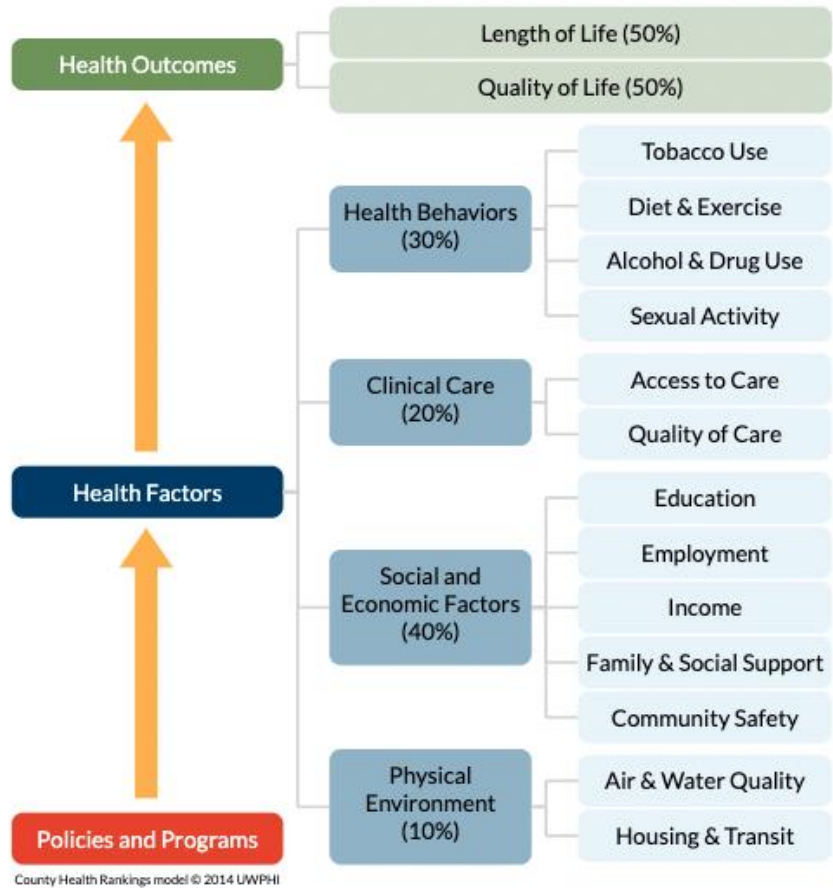 Health Outcomes
Length of Life (50%)
Quality of Life (50%)
Health Factors
Health Behaviors
(30%)
Tobacco Use
Diet & Exercise
Alcohol & Drug Use
Sexual Activity
Clinical Care
(20%)
Access to Care
Quality of Care
Social and
Economic Factors
(40%)
Education
Employment
Income
Family & Social Support
Community Safety
Physical
Environment
(10%)
Air & Water Quality
Housing & Transit
Policies and Programs
County Health Rankings model © 2014 UWPHI